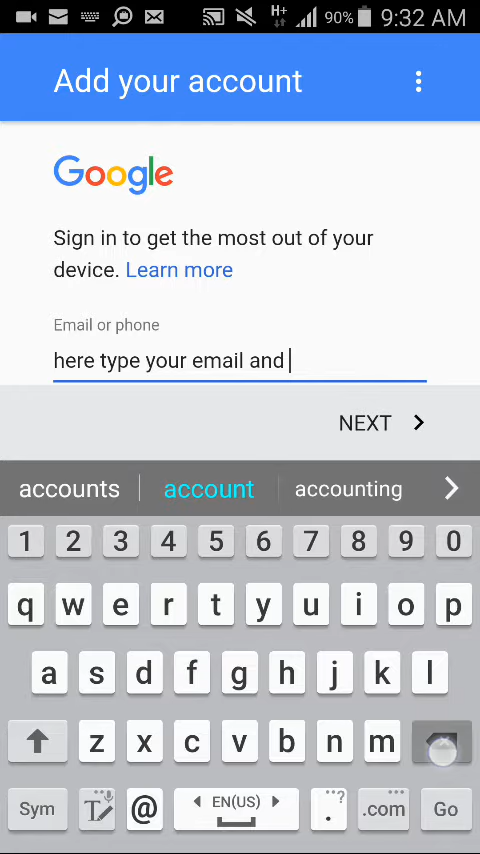 H+ 90% 9:32 AM
Add your account
Google
Sign in to get the most out of your
device. Learn more
Email or phone
here type your email and
NEXT
accounts account accounting
1 2 3 4 5 6 7 8 9 0
q w e r t y u i o p
a s d f g h j k l
z x c v b n m
Sym T @ EN(US) . ? .com Go